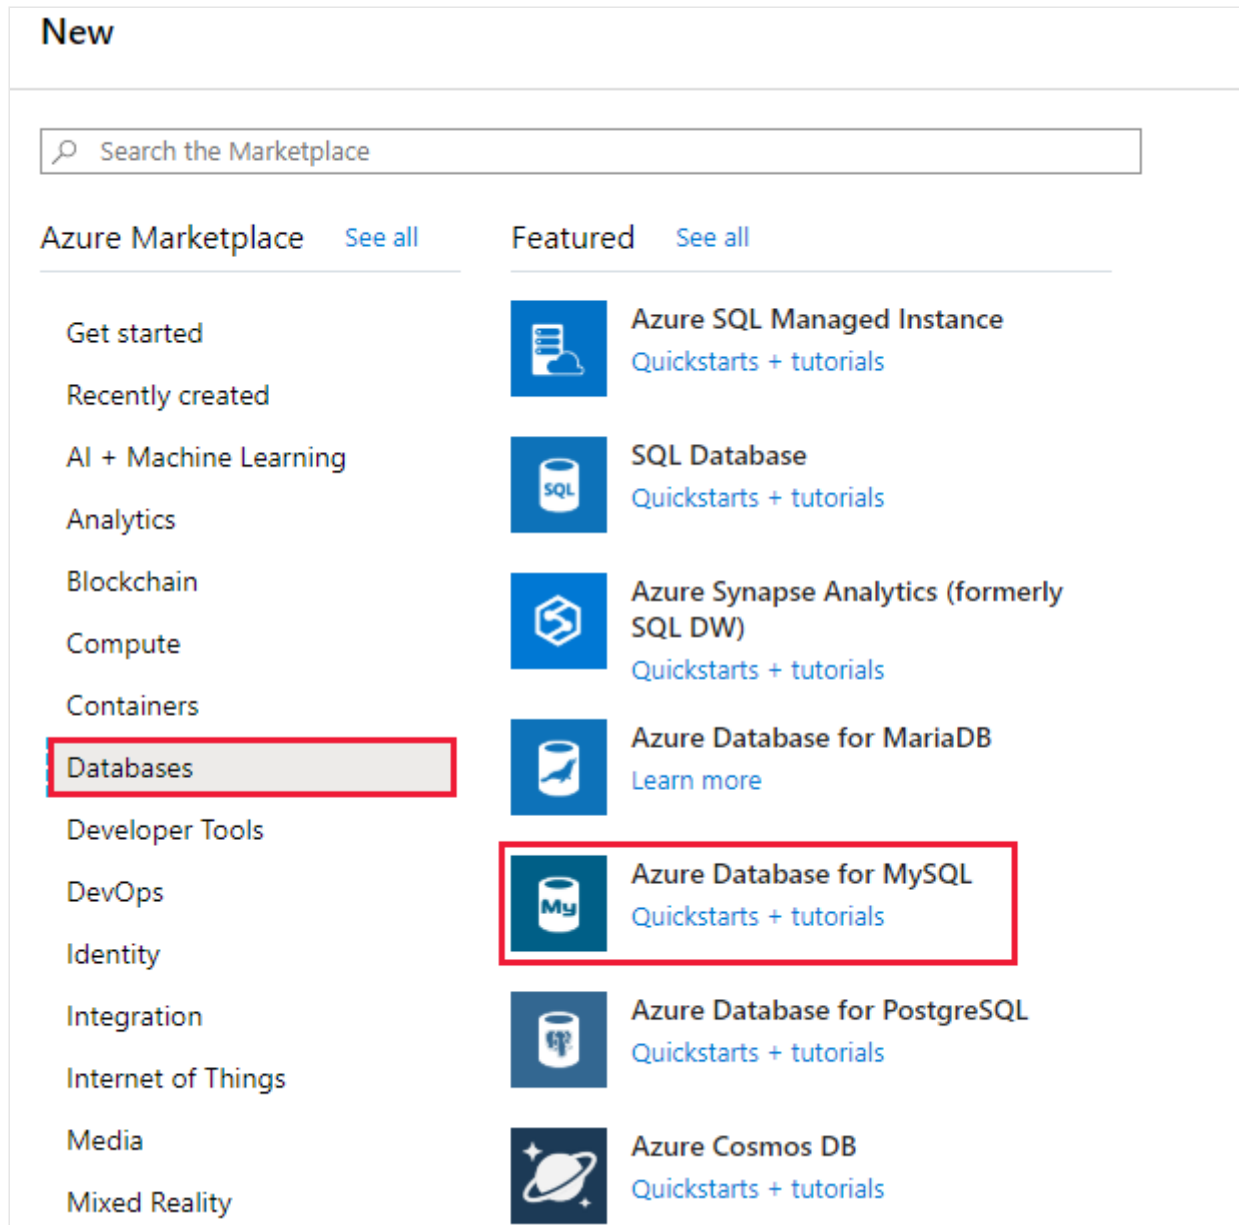 New
Search the Marketplace
Azure Marketplace See all
Get started
Recently created
AI + Machine Learning
Analytics
Blockchain
Compute
Containers
Databases
Developer Tools
DevOps
Identity
Integration
Internet of Things
Media
Mixed Reality
Featured See all
Azure SQL Managed Instance
Quickstarts + tutorials
SQL
SQL Database
Quickstarts + tutorials
Azure Synapse Analytics (formerly
SQL DW)
Quickstarts + tutorials
Azure Database for MariaDB
Learn more
My
Azure Database for MySQL
Quickstarts + tutorials
Azure Database for PostgreSQL
Quickstarts + tutorials
Azure Cosmos DB
Quickstarts + tutorials